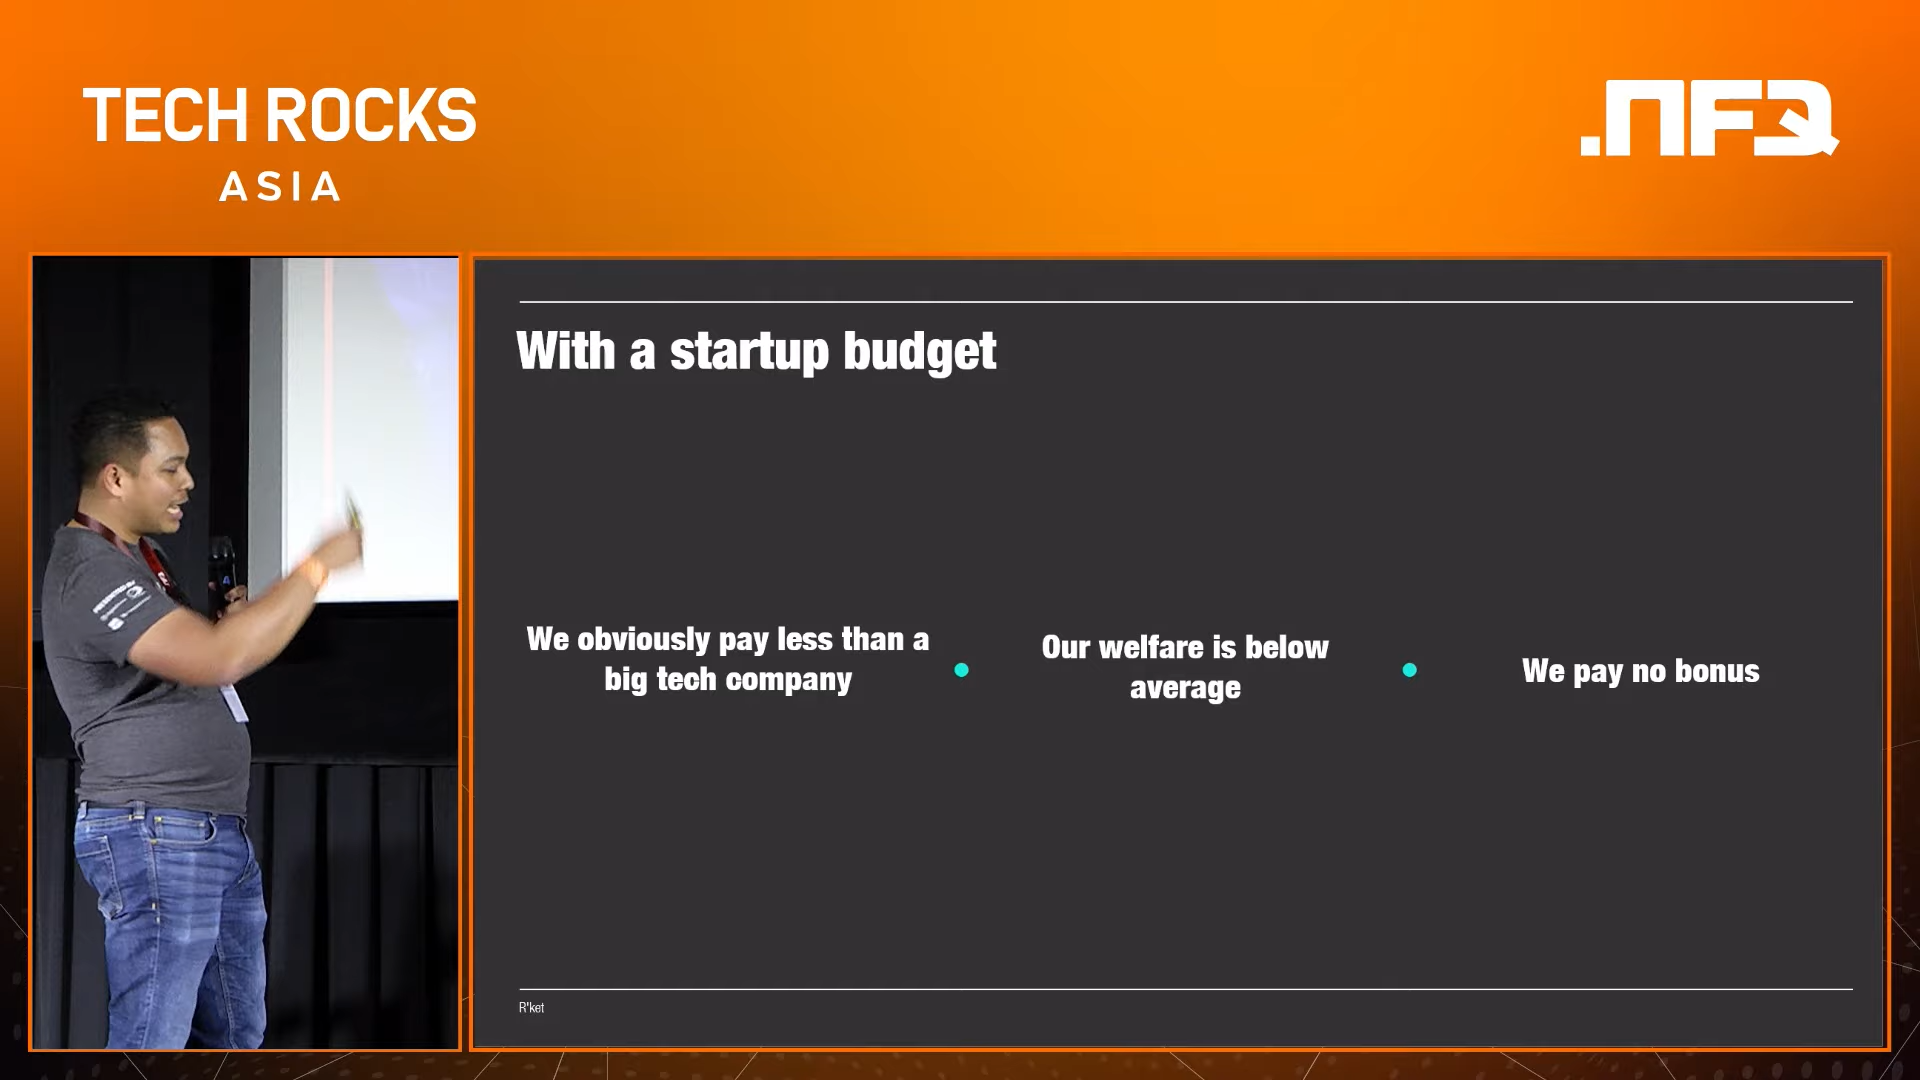 TECH ROCKS
ASIA
.NFQ
With a startup budget
We obviously pay less than a
big tech company
Our welfare is below
average
We pay no bonus
R'ket